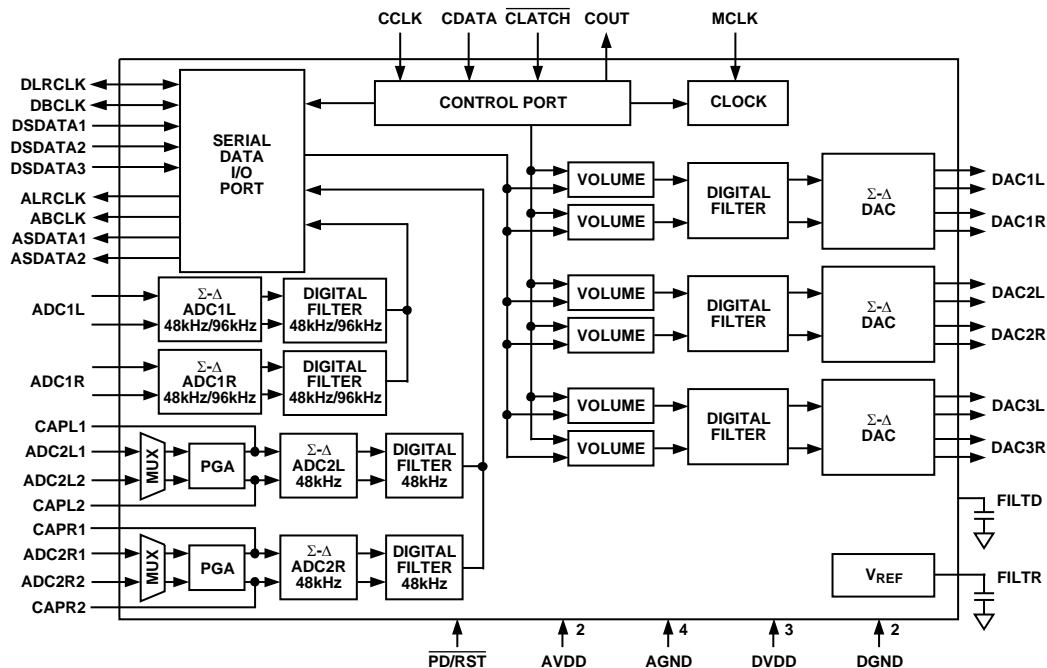 CCLK
CDATA
CLATCH
COUT
MCLK
DLRCLK
DBCLK
DSDATA1
DSDATA2
DSDATA3
ALRCLK
ABCLK
ASDATA1
ASDATA2
SERIAL
DATA
I/O
PORT
CONTROL PORT
CLOCK
VOLUME
VOLUME
DIGITAL
FILTER
Σ-Δ
DAC
DAC1L
DAC1R
VOLUME
VOLUME
DIGITAL
FILTER
Σ-Δ
DAC
DAC2L
DAC2R
VOLUME
VOLUME
DIGITAL
FILTER
Σ-Δ
DAC
DAC3L
DAC3R
ADC1L
Σ-Δ
ADC1L
48kHz/96kHz
DIGITAL
FILTER
48kHz/96kHz
ADC1R
Σ-Δ
ADC1R
48kHz/96kHz
DIGITAL
FILTER
48kHz/96kHz
CAPL1
ADC2L1
ADC2L2
CAPL2
MUX
PGA
Σ-Δ
ADC2L
48kHz
DIGITAL
FILTER
48kHz
CAPR1
ADC2R1
ADC2R2
CAPR2
MUX
PGA
Σ-Δ
ADC2R
48kHz
DIGITAL
FILTER
48kHz
FILTD
VREF
FILTR
2
4
3
2
PD/RST
AVDD
AGND
DVDD
DGND